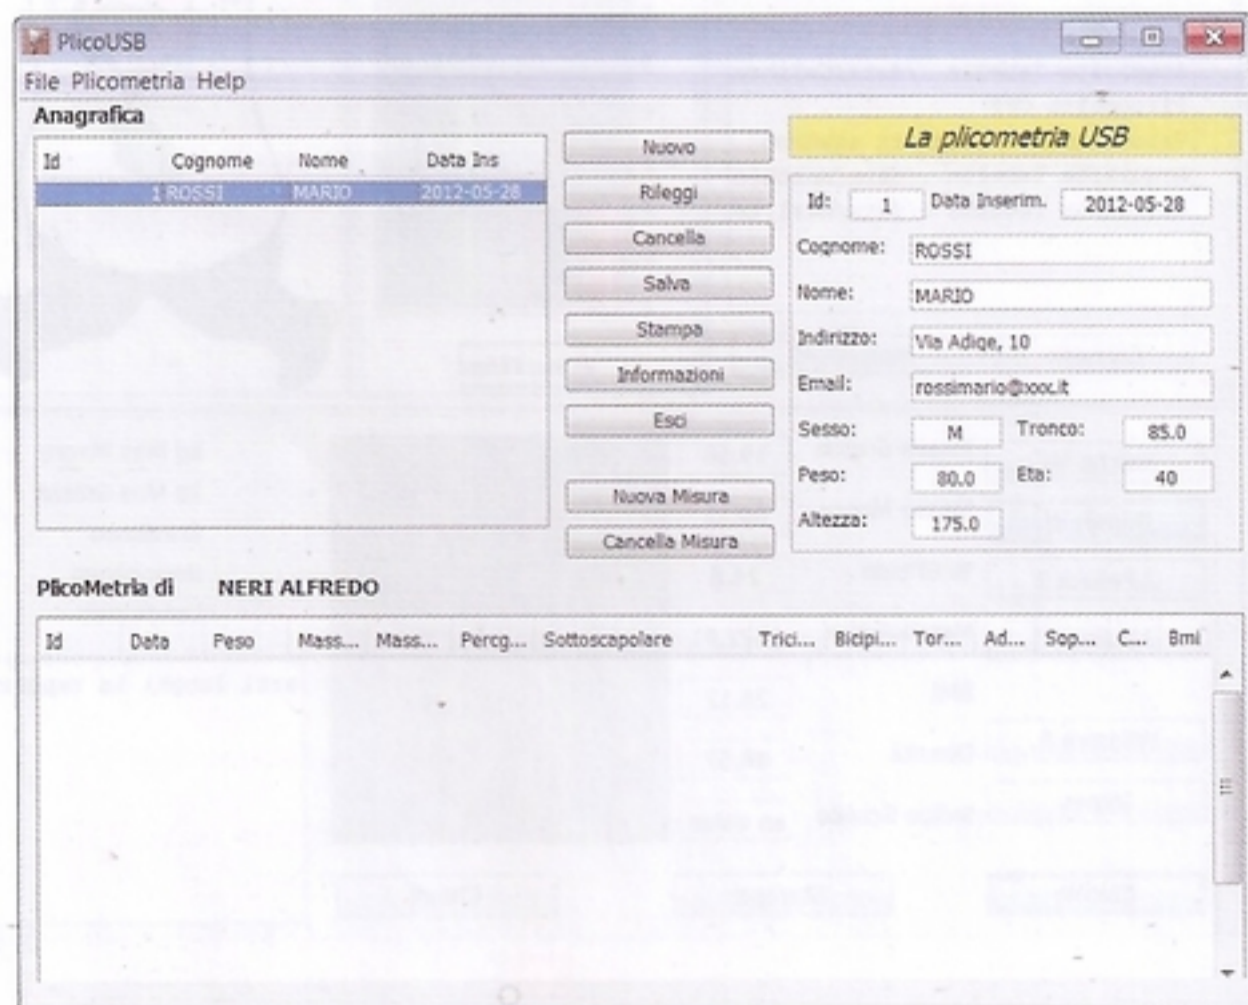 PlicoUSB
File Plicometria Help
Anagrafica
Id Cognome Nome Data Ins
1 ROSSI MARIO 2012-05-28
Nuovo
Rileggi
Cancella
Salva
Stampa
Informazioni
Esci
Nuova Misura
Cancella Misura
La plicometria USB
Id: 1 Data Inserim. 2012-05-28
Cognome: ROSSI
Nome: MARIO
Indirizzo: Via Adige, 10
Email: rossimario@xxx.it
Sesso: M Tronco: 85.0
Peso: 80.0 Eta: 40
Altezza: 175.0
PlicoMetria di NERI ALFREDO
Id Data Peso Mass... Mass... Percg... Sottoscapolare Trici... Bicipi... Tor... Ad... Sop... C... Bmi